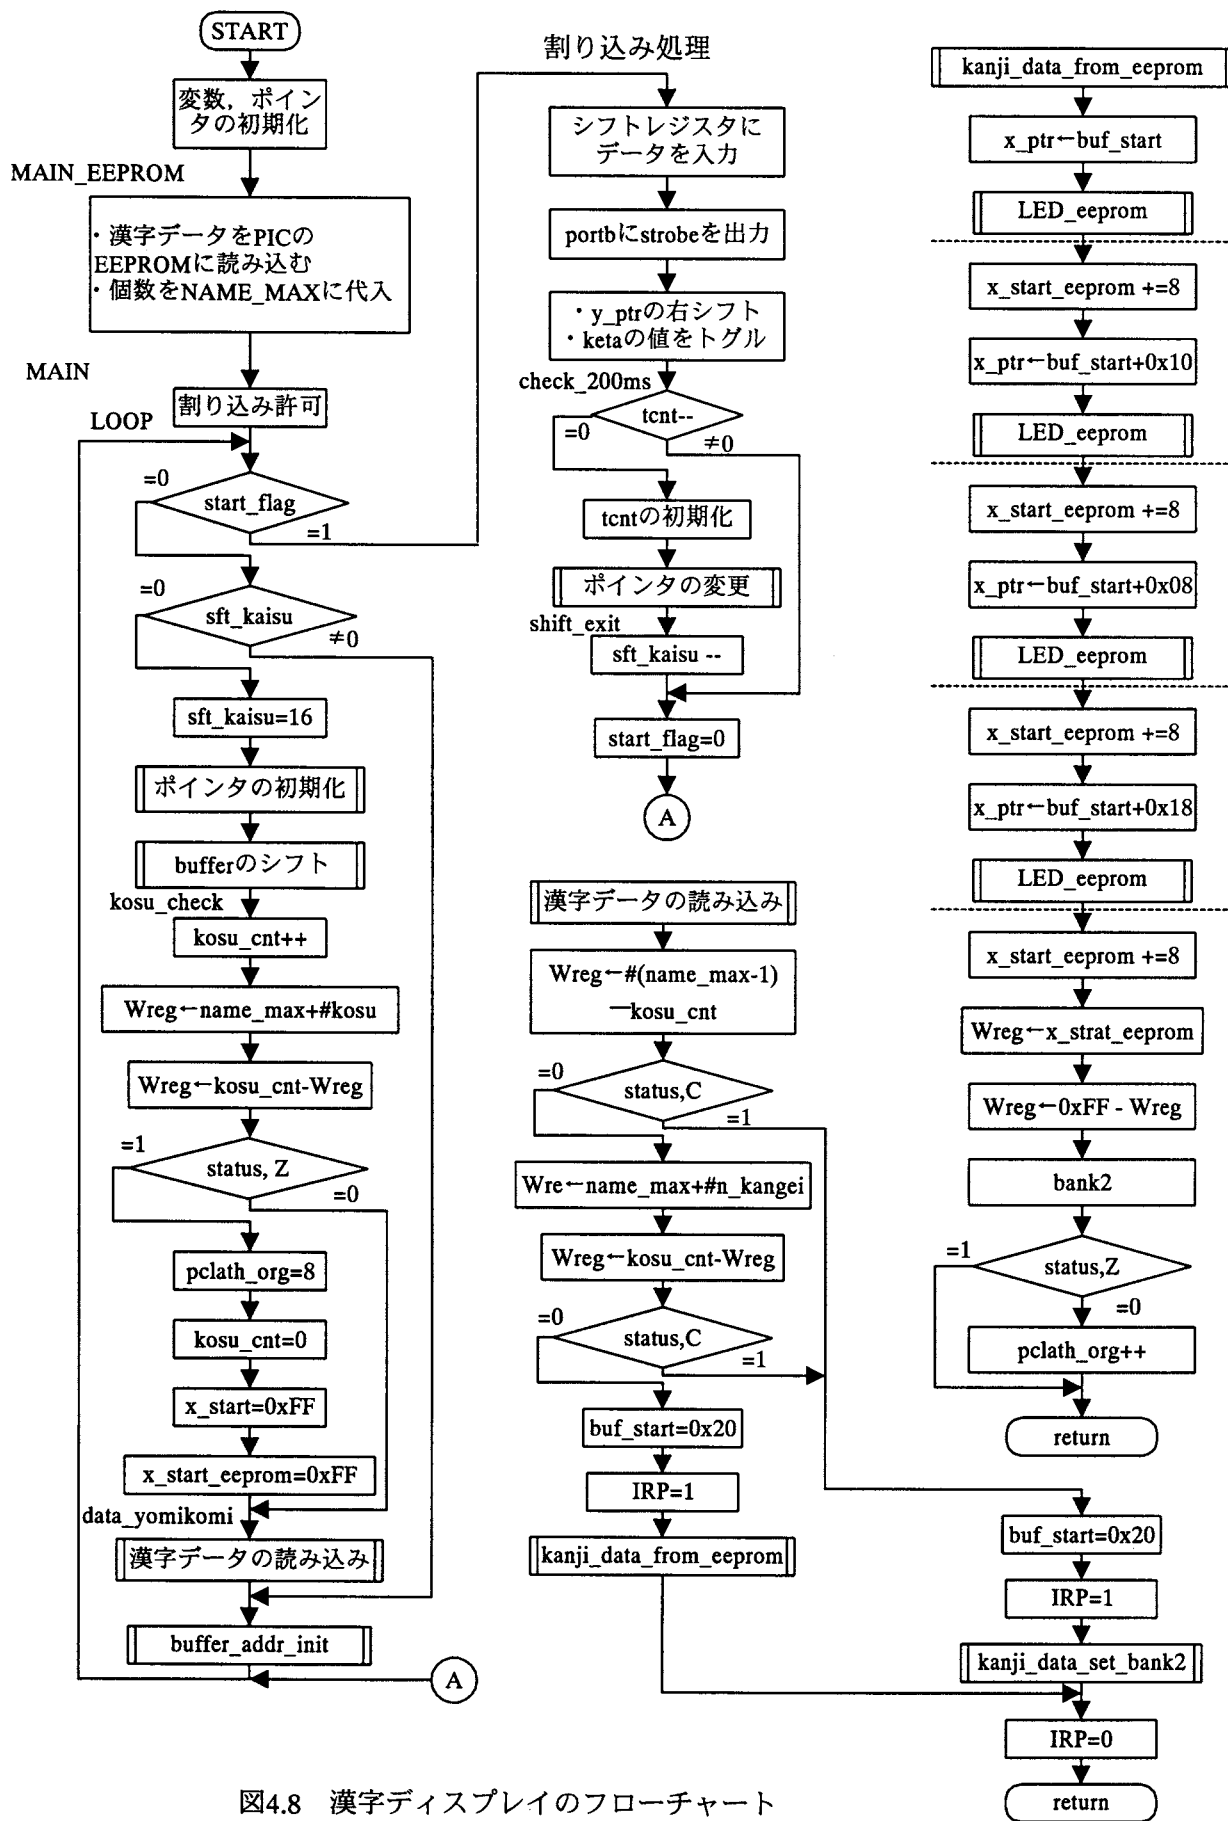 START
変数，ポイン
タの初期化
MAIN_EEPROM
・漢字データをPICの
EEPROMに読み込む
・個数をNAME_MAXに代入
MAIN
割り込み許可
LOOP
=0
start_flag
=1
=0
sft_kaisu
≠0
sft_kaisu=16
ポインタの初期化
bufferのシフト
kosu_check
kosu_cnt++
Wreg←name_max+#kosu
Wreg←kosu_cnt-Wreg
=1
status, Z
=0
pclath_org=8
kosu_cnt=0
x_start=0xFF
x_start_eeprom=0xFF
data_yomikomi
漢字データの読み込み
buffer_addr_init
A
割り込み処理
シフトレジスタに
データを入力
portbにstrobeを出力
・y_ptrの右シフト
・ketaの値をトグル
check_200ms
tcnt--
=0
≠0
tcntの初期化
ポインタの変更
shift_exit
sft_kaisu --
start_flag=0
A
漢字データの読み込み
Wreg←#(name_max-1)
—kosu_cnt
=0
status,C
=1
Wre←name_max+#n_kangei
Wreg←kosu_cnt-Wreg
=0
status,C
=1
buf_start=0x20
IRP=1
kanji_data_from_eeprom
kanji_data_from_eeprom
x_ptr←buf_start
LED_eeprom
x_start_eeprom +=8
x_ptr←buf_start+0x10
LED_eeprom
x_start_eeprom +=8
x_ptr←buf_start+0x08
LED_eeprom
x_start_eeprom +=8
x_ptr←buf_start+0x18
LED_eeprom
x_start_eeprom +=8
Wreg←x_strat_eeprom
Wreg←0xFF - Wreg
bank2
=1
status,Z
=0
pclath_org++
return
buf_start=0x20
IRP=1
kanji_data_set_bank2
IRP=0
return
図4.8 漢字ディスプレイのフローチャート